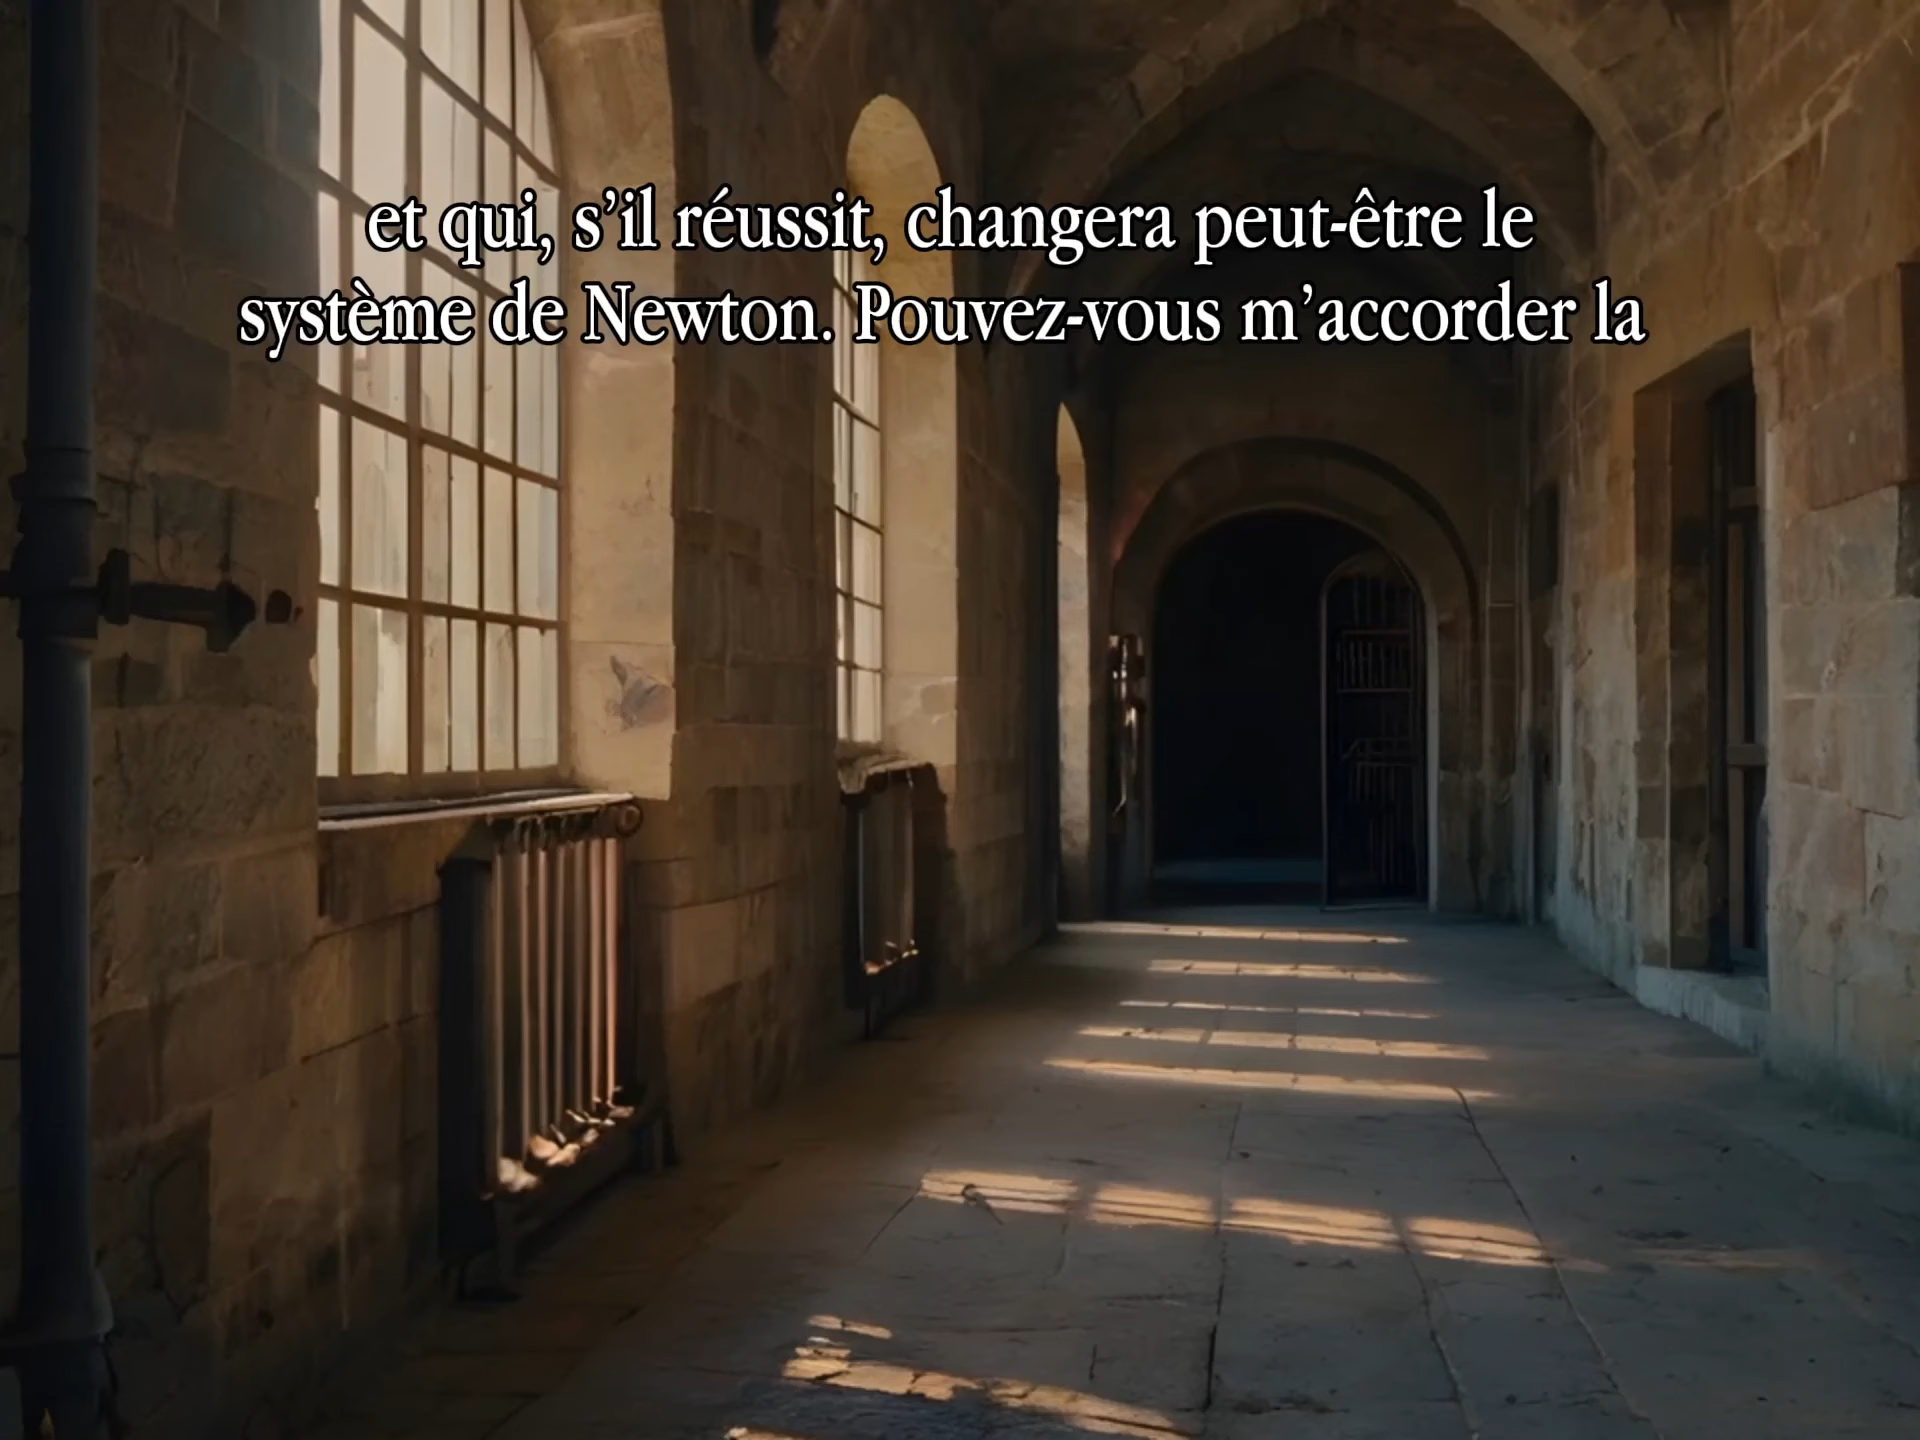 et qui, s’il réussit, changera peut-être le
système de Newton. Pouvez-vous m’accorder la